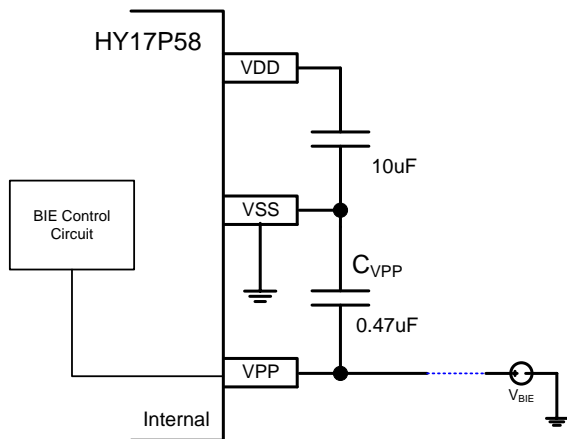 HY17P58
VDD
10uF
BIE Control
Circuit
VSS
CVPP
0.47uF
VPP
VBIE
Internal